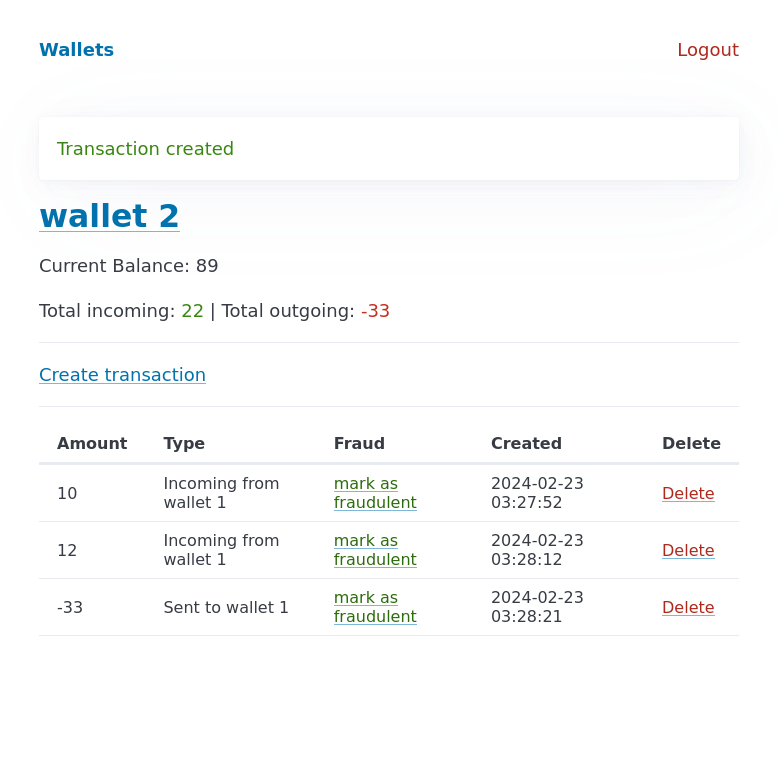 Wallets Logout
Transaction created
wallet 2
Current Balance: 89
Total incoming: 22 | Total outgoing: -33
Create transaction
Amount Type Fraud Created Delete
10 Incoming from wallet 1 mark as fraudulent 2024-02-23 03:27:52 Delete
12 Incoming from wallet 1 mark as fraudulent 2024-02-23 03:28:12 Delete
-33 Sent to wallet 1 mark as fraudulent 2024-02-23 03:28:21 Delete